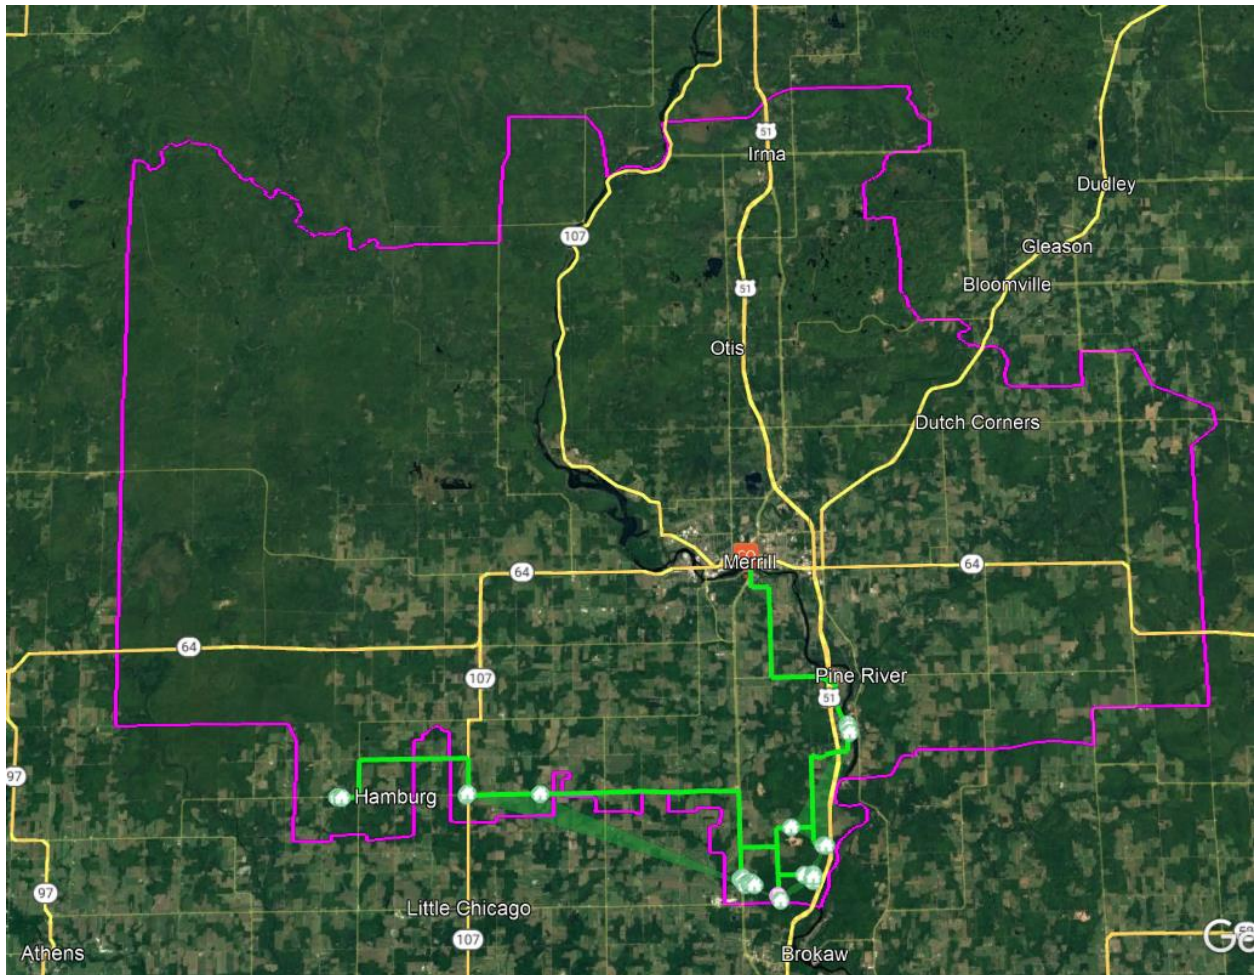 51
Irma
Dudley
107
Gleason
Bloomville
51
Otis
Dutch Corners
Merrill
64
64
64
107
Pine River
51
97
Hamburg
97
Little Chicago
107
Athens
Brokaw